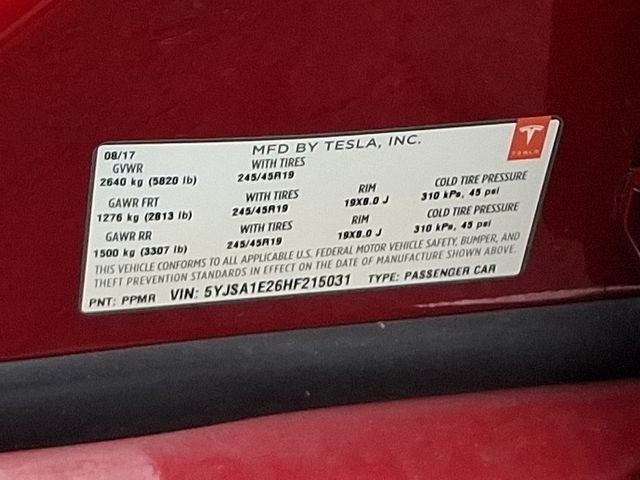 08/17 MFD BY TESLA, INC. TESLA
GVWR WITH TIRES
2640 kg (5820 lb) 245/45R19
GAWR FRT WITH TIRES RIM COLD TIRE PRESSURE
1276 kg (2813 lb) 245/45R19 19X8.0 J 310 kPa, 45 psi
GAWR RR WITH TIRES RIM COLD TIRE PRESSURE
1500 kg (3307 lb) 245/45R19 19X8.0 J 310 kPa, 45 psi
THIS VEHICLE CONFORMS TO ALL APPLICABLE U.S. FEDERAL MOTOR VEHICLE SAFETY, BUMPER, AND
THEFT PREVENTION STANDARDS IN EFFECT ON THE DATE OF MANUFACTURE SHOWN ABOVE.
PNT: PPMR VIN: 5YJSA1E26HF215031 TYPE: PASSENGER CAR